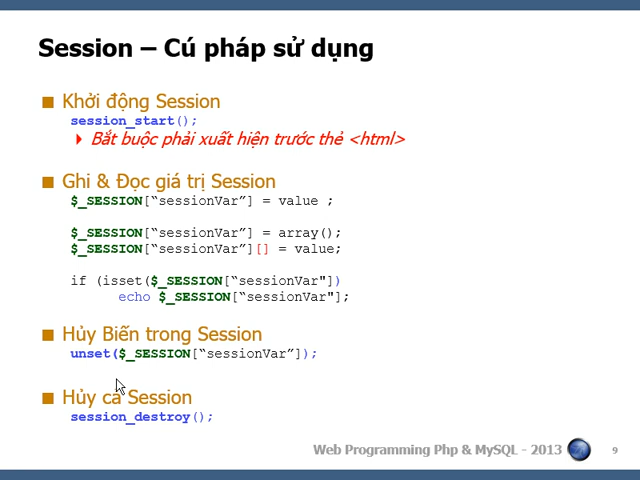 Session – Cú pháp sử dụng
Khởi động Session
session_start();
Bắt buộc phải xuất hiện trước thẻ <html>
Ghi & Đọc giá trị Session
$_SESSION[“sessionVar”] = value ;
$_SESSION[“sessionVar”] = array();
$_SESSION[“sessionVar”][] = value;
if (isset($_SESSION[“sessionVar"])
echo $_SESSION[“sessionVar"];
Hủy Biến trong Session
unset($_SESSION[“sessionVar”]);
Hủy cả Session
session_destroy();
Web Programming Php & MySQL - 2013
9